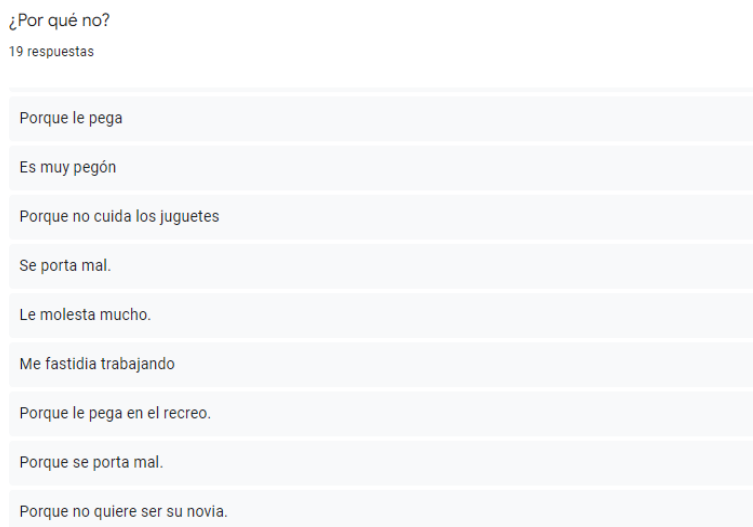 ¿Por qué no?
19 respuestas
Porque le pega
Es muy pegón
Porque no cuida los juguetes
Se porta mal.
Le molesta mucho.
Me fastidia trabajando
Porque le pega en el recreo.
Porque se porta mal.
Porque no quiere ser su novia.